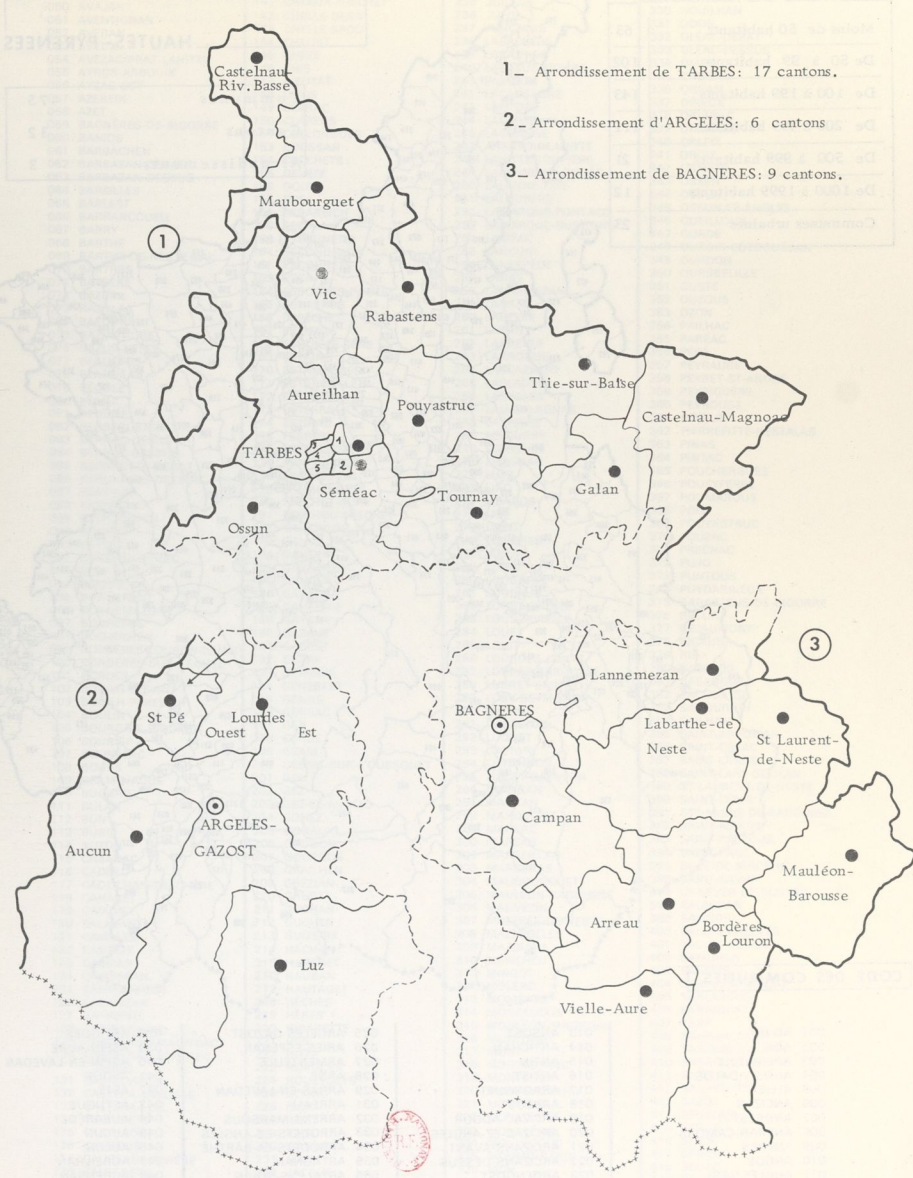 1_ Arrondissement de TARBES: 17 cantons.
2_ Arrondissement d'ARGELES: 6 cantons
3_ Arrondissement de BAGNERES: 9 cantons.
Castelnau-
Riv. Basse
Maubourguet
1
Vic
Rabastens
Trie-sur-Baïse
Castelnau-Magnoac
Aureilhan
Pouyastruc
TARBES
3
1
4
5
2
Séméac
Tournay
Galan
Ossun
3
2
St Pé
Lourdes
Ouest
Est
BAGNERES
Lannemezan
Labarthe-de
Neste
St Laurent-
de-Neste
ARGELES-
GAZOST
Aucun
Campan
Mauléon-
Barousse
Arreau
Bordères
Louron
Luz
Vielle-Aure